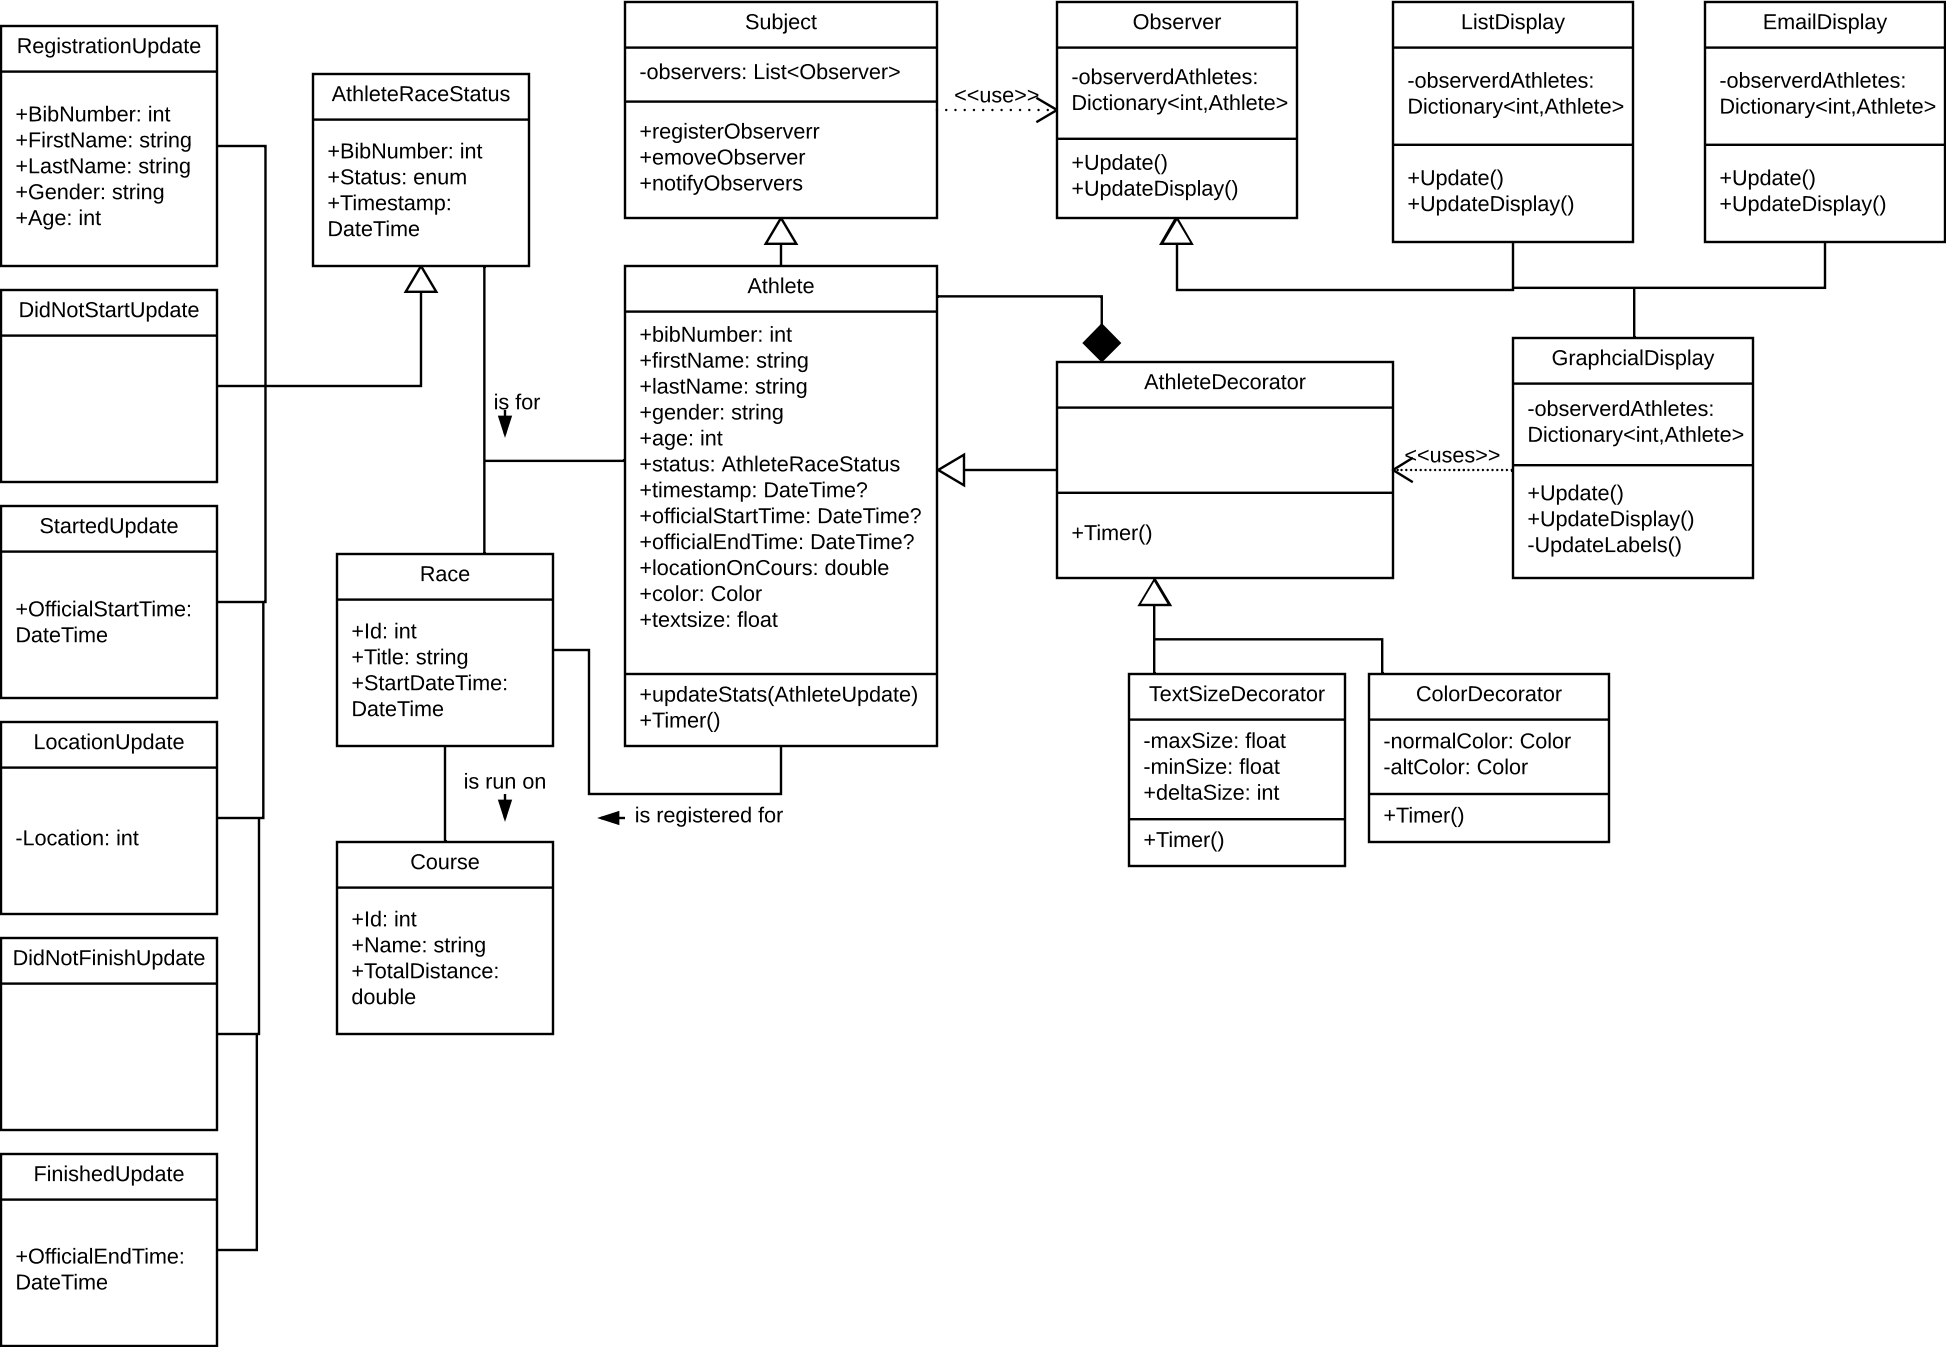 RegistrationUpdate
+BibNumber: int
+FirstName: string
+LastName: string
+Gender: string
+Age: int
DidNotStartUpdate
StartedUpdate
+OfficialStartTime:
DateTime
LocationUpdate
-Location: int
DidNotFinishUpdate
FinishedUpdate
+OfficialEndTime:
DateTime
AthleteRaceStatus
+BibNumber: int
+Status: enum
+Timestamp:
DateTime
is for
Race
+Id: int
+Title: string
+StartDateTime:
DateTime
is run on
Course
+Id: int
+Name: string
+TotalDistance:
double
is registered for
Subject
-observers: List<Observer>
+registerObserverr
+emoveObserver
+notifyObservers
<<use>>
Athlete
+bibNumber: int
+firstName: string
+lastName: string
+gender: string
+age: int
+status: AthleteRaceStatus
+timestamp: DateTime?
+officialStartTime: DateTime?
+officialEndTime: DateTime?
+locationOnCours: double
+color: Color
+textsize: float
+updateStats(AthleteUpdate)
+Timer()
Observer
-observerdAthletes:
Dictionary<int,Athlete>
+Update()
+UpdateDisplay()
ListDisplay
-observerdAthletes:
Dictionary<int,Athlete>
+Update()
+UpdateDisplay()
EmailDisplay
-observerdAthletes:
Dictionary<int,Athlete>
+Update()
+UpdateDisplay()
AthleteDecorator
+Timer()
<<uses>>
GraphcialDisplay
-observerdAthletes:
Dictionary<int,Athlete>
+Update()
+UpdateDisplay()
-UpdateLabels()
TextSizeDecorator
-maxSize: float
-minSize: float
+deltaSize: int
+Timer()
ColorDecorator
-normalColor: Color
-altColor: Color
+Timer()